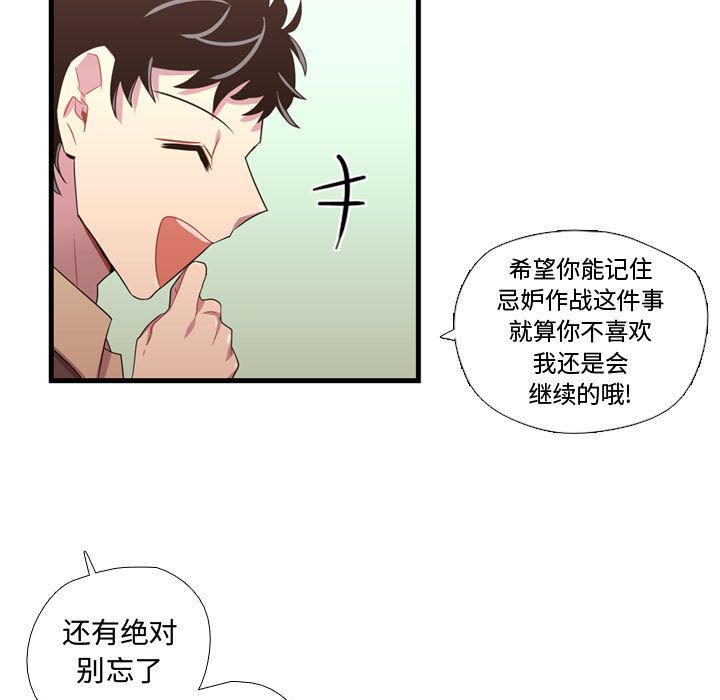 希望你能记住
忌妒作战这件事
就算你不喜欢
我还是会
继续的哦!
还有绝对
别忘了